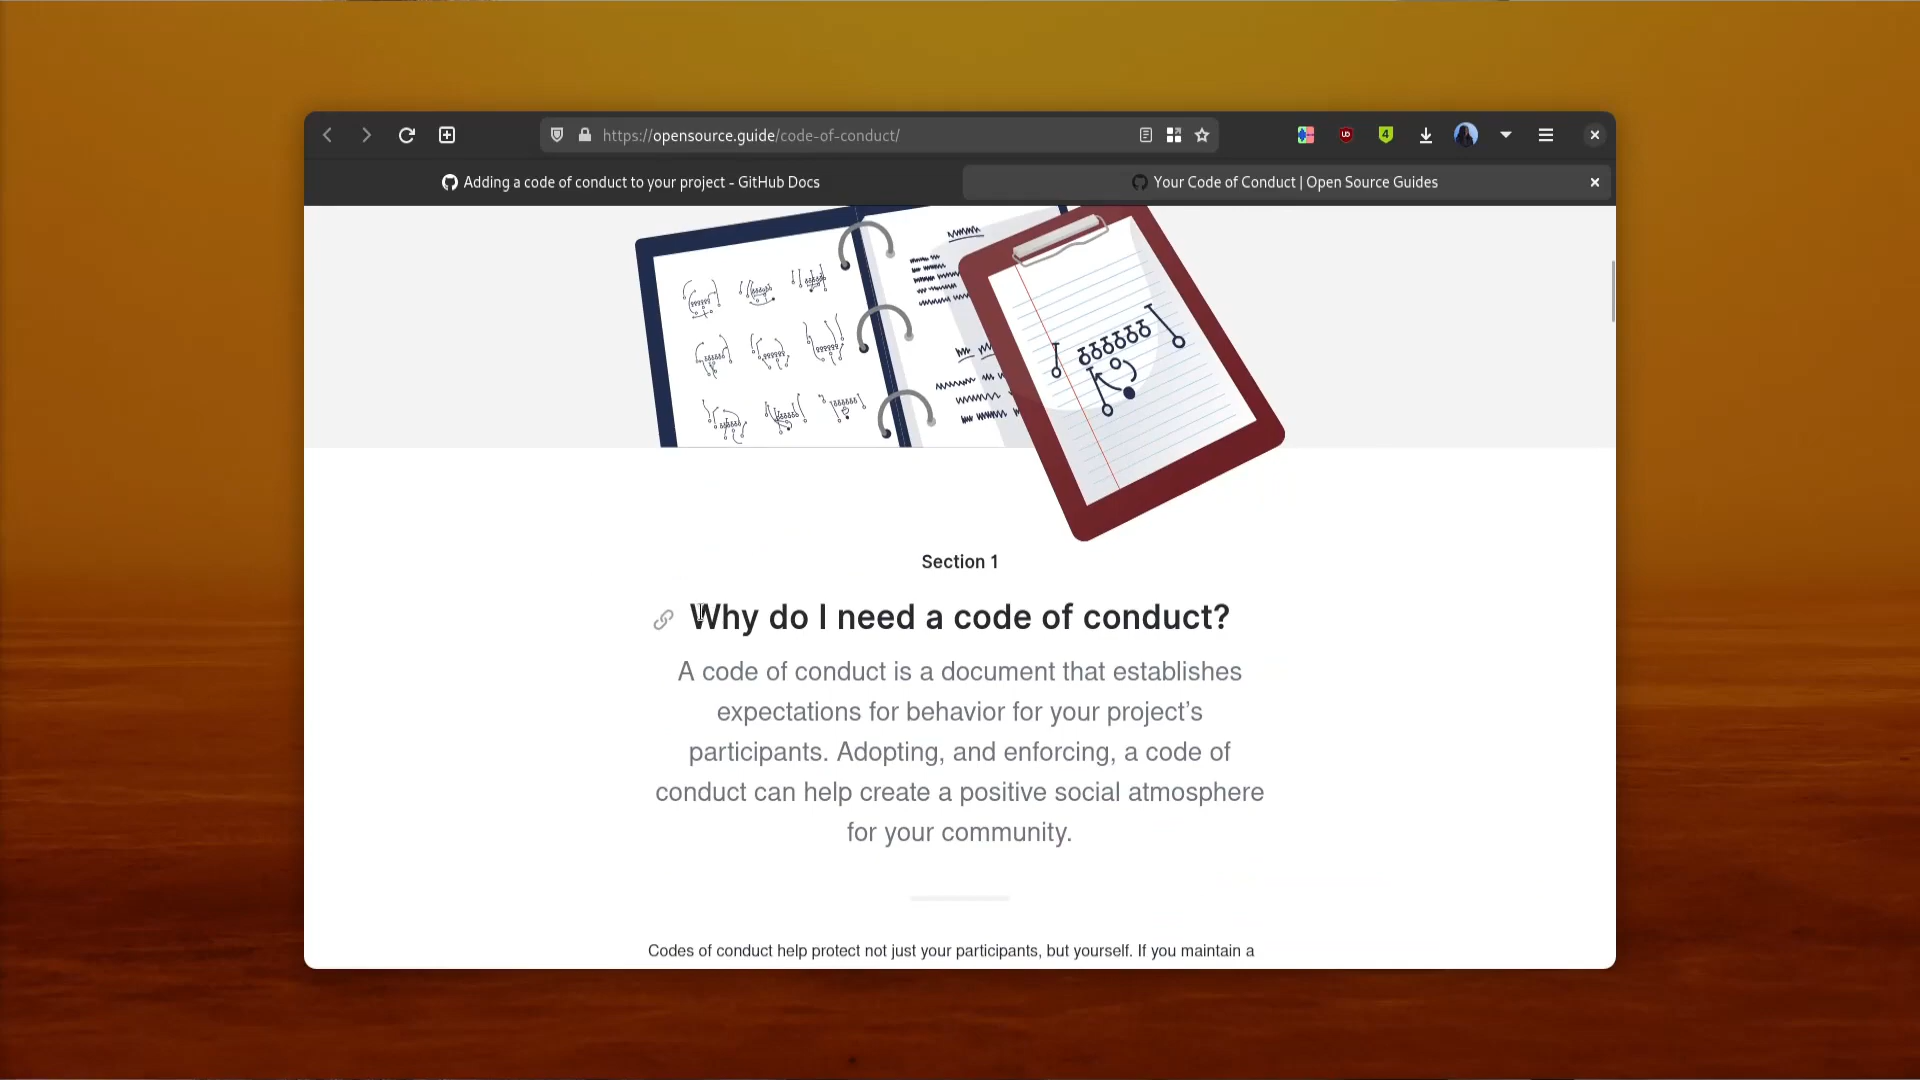 https://opensource.guide/code-of-conduct/
4
Adding a code of conduct to your project - GitHub Docs
Your Code of Conduct | Open Source Guides
Section 1
Why do I need a code of conduct?
A code of conduct is a document that establishes
expectations for behavior for your project’s
participants. Adopting, and enforcing, a code of
conduct can help create a positive social atmosphere
for your community.
Codes of conduct help protect not just your participants, but yourself. If you maintain a